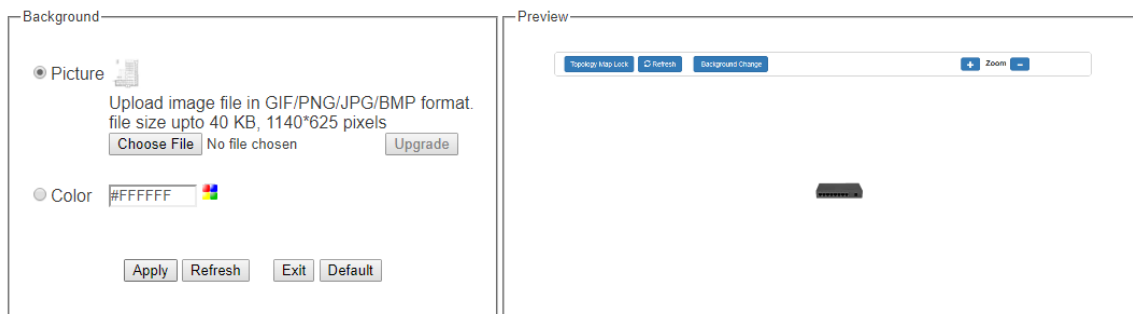 Background
Picture
Upload image file in GIF/PNG/JPG/BMP format.
file size upto 40 KB, 1140*625 pixels
Choose File No file chosen Upgrade
Color #FFFFFF
Apply Refresh Exit Default
Preview
Topology Map Lock Refresh Background Change + Zoom −